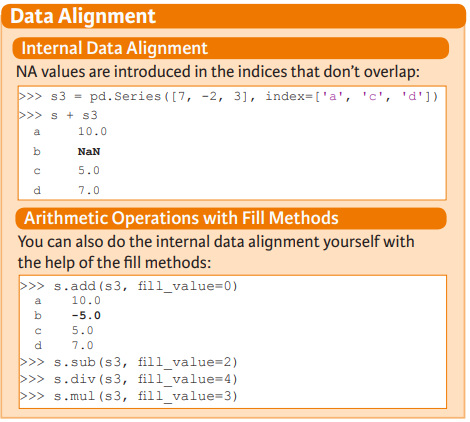 Data Alignment
Internal Data Alignment
NA values are introduced in the indices that don't overlap:
>>> s3 = pd.Series([7, -2, 3], index=['a', 'c', 'd'])
>>> s + s3
a 10.0
b NaN
c 5.0
d 7.0
Arithmetic Operations with Fill Methods
You can also do the internal data alignment yourself with
the help of the fill methods:
>>> s.add(s3, fill_value=0)
a 10.0
b -5.0
c 5.0
d 7.0
>>> s.sub(s3, fill_value=2)
>>> s.div(s3, fill_value=4)
>>> s.mul(s3, fill_value=3)